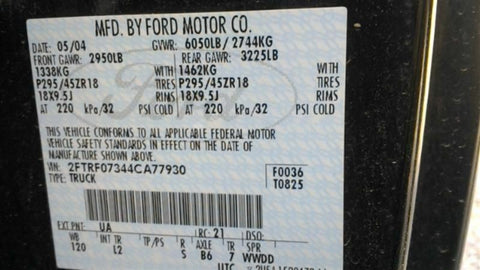 MFD. BY FORD MOTOR CO.
DATE: 05/04 GVWR: 6050LB/ 2744KG
FRONT GAWR: 2950LB REAR GAWR: 3225LB
1338KG WITH 1462KG WITH
P295/45ZR18 TIRES P295/45ZR18 TIRES
18X9.5J RIMS 18X9.5J RIMS
AT 220 kPa/32 PSI COLD AT 220 kPa/32 PSI COLD
THIS VEHICLE CONFORMS TO ALL APPLICABLE FEDERAL MOTOR
VEHICLE SAFETY STANDARDS IN EFFECT ON THE DATE OF
MANUFACTURE SHOWN ABOVE.
VIN: 2FTRF07344CA77930 F0036
TYPE: TRUCK T0825
EXT PNT: UA RC: 21 DSO:
WB INT TR TP/PS R AXLE TR SPR
120 L2 S B6 7 WWDD
UTC